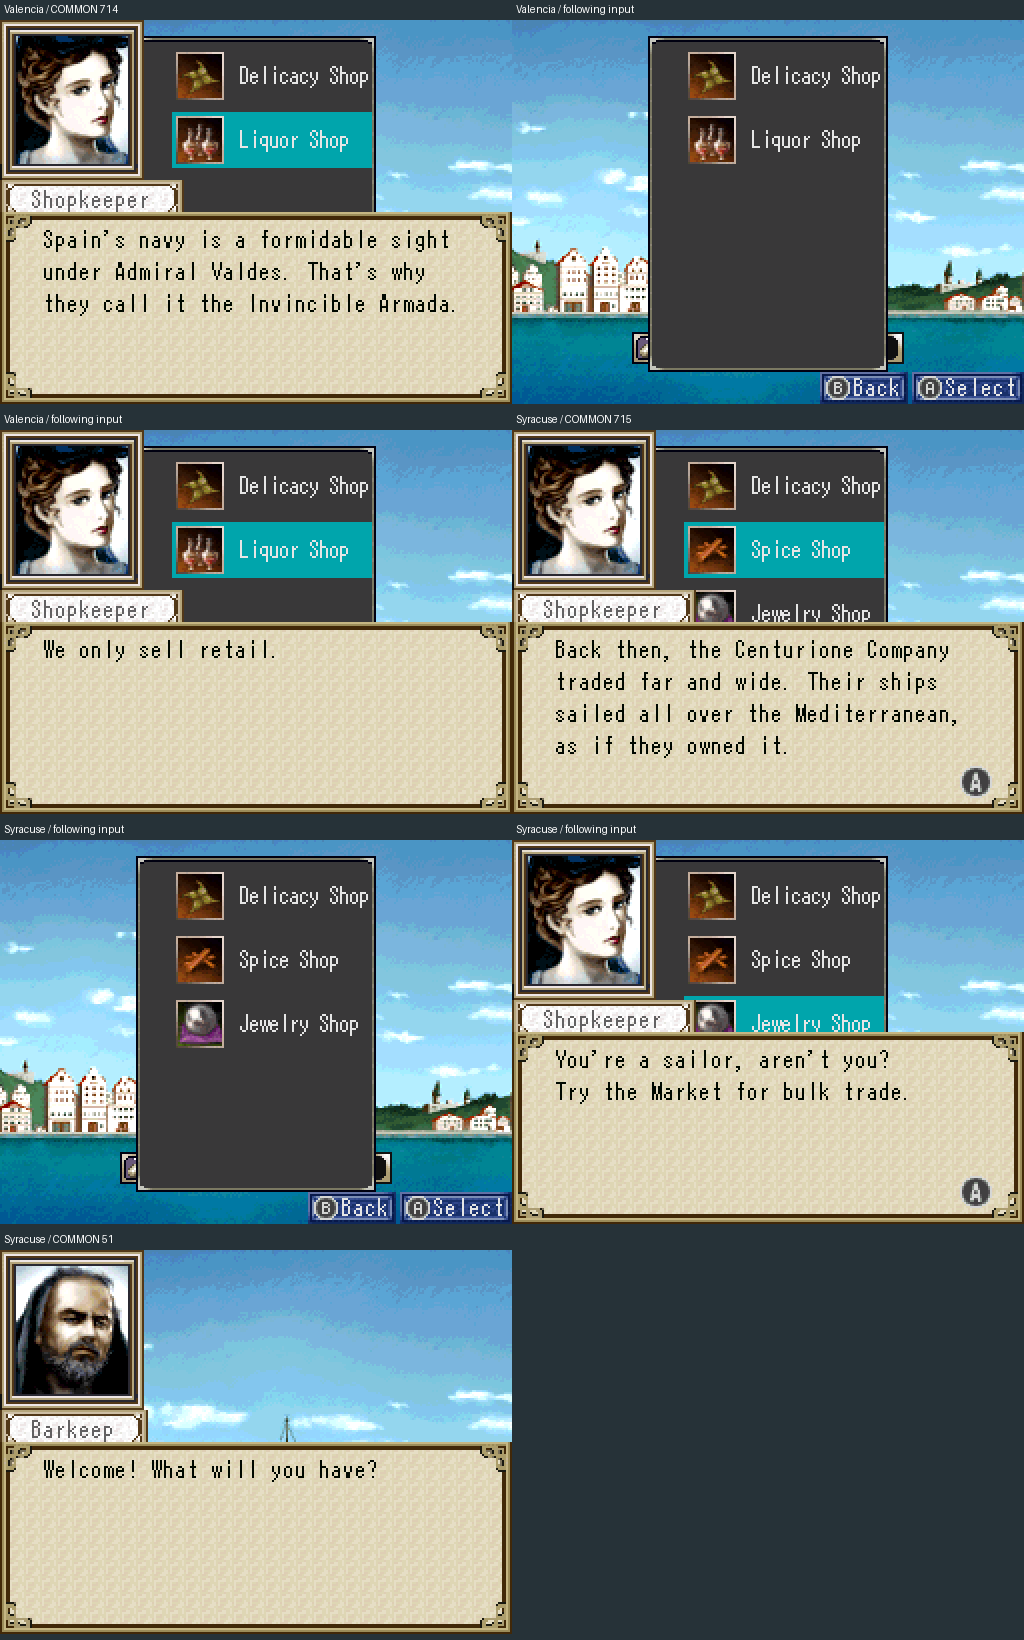 Valencia / COMMON 714
Delicacy Shop
Liquor Shop
Shopkeeper
Spain's navy is a formidable sight
under Admiral Valdes. That's why
they call it the Invincible Armada.
Valencia / following input
Delicacy Shop
Liquor Shop
B Back
A Select
Valencia / following input
Delicacy Shop
Liquor Shop
Shopkeeper
We only sell retail.
Syracuse / COMMON 715
Delicacy Shop
Spice Shop
Jewelry Shop
Shopkeeper
Back then, the Centurione Company
traded far and wide. Their ships
sailed all over the Mediterranean,
as if they owned it.
A
Syracuse / following input
Delicacy Shop
Spice Shop
Jewelry Shop
B Back
A Select
Syracuse / following input
Delicacy Shop
Spice Shop
Jewelry Shop
Shopkeeper
You're a sailor, aren't you?
Try the Market for bulk trade.
A
Syracuse / COMMON 51
Barkeep
Welcome! What will you have?